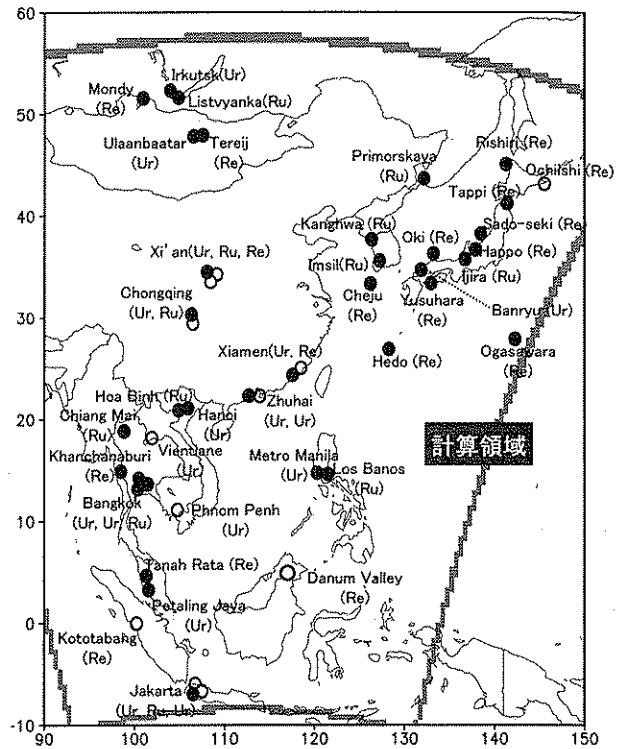 60
50
40
30
20
10
0
-10
90
100
110
120
130
140
150
Irkutsk(Ur)
Mondy
(Re)
Listvyanka(Ru)
Ulaanbaatar
(Ur)
Tereij
(Re)
Primorskaya
(Ru)
Rishiri (Re)
Ochiishi (Re)
Tappi (Re)
Kanghwa (Ru)
Oki (Re)
Sado-seki (Re)
Happo (Re)
Imsil(Ru)
Ijira (Ru)
Cheju
(Re)
Yusuhara
(Re)
Banryu(Ur)
Xi'an(Ur, Ru, Re)
Chongqing
(Ur, Ru)
Xiamen(Ur, Re)
Hedo (Re)
Ogasawara
(Re)
Hoa Binh (Ru)
Hanoi
(Ur)
Zhuhai
(Ur, Ur)
Chiang Mai
(Ru)
Vientiane
(Ur)
Khanchanaburi
(Re)
Metro Manila
(Ur)
Los Banos
(Ru)
計算領域
Bangkok
(Ur, Ur, Ru)
Phnom Penh
(Ur)
Tanah Rata (Re)
Danum Valley
(Re)
Petaling Jaya
(Ur)
Kototabang
(Re)
Jakarta
(Ur, Ru, Ur)